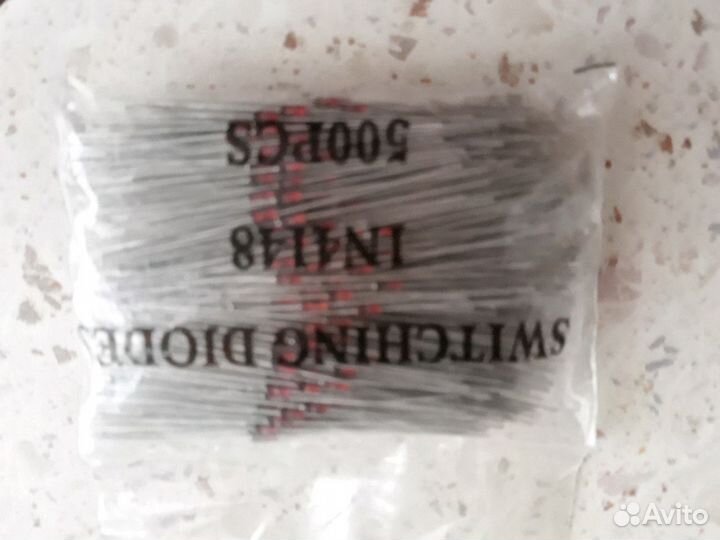 SWITCHING DIODES
1N4148
500PCS
Avito